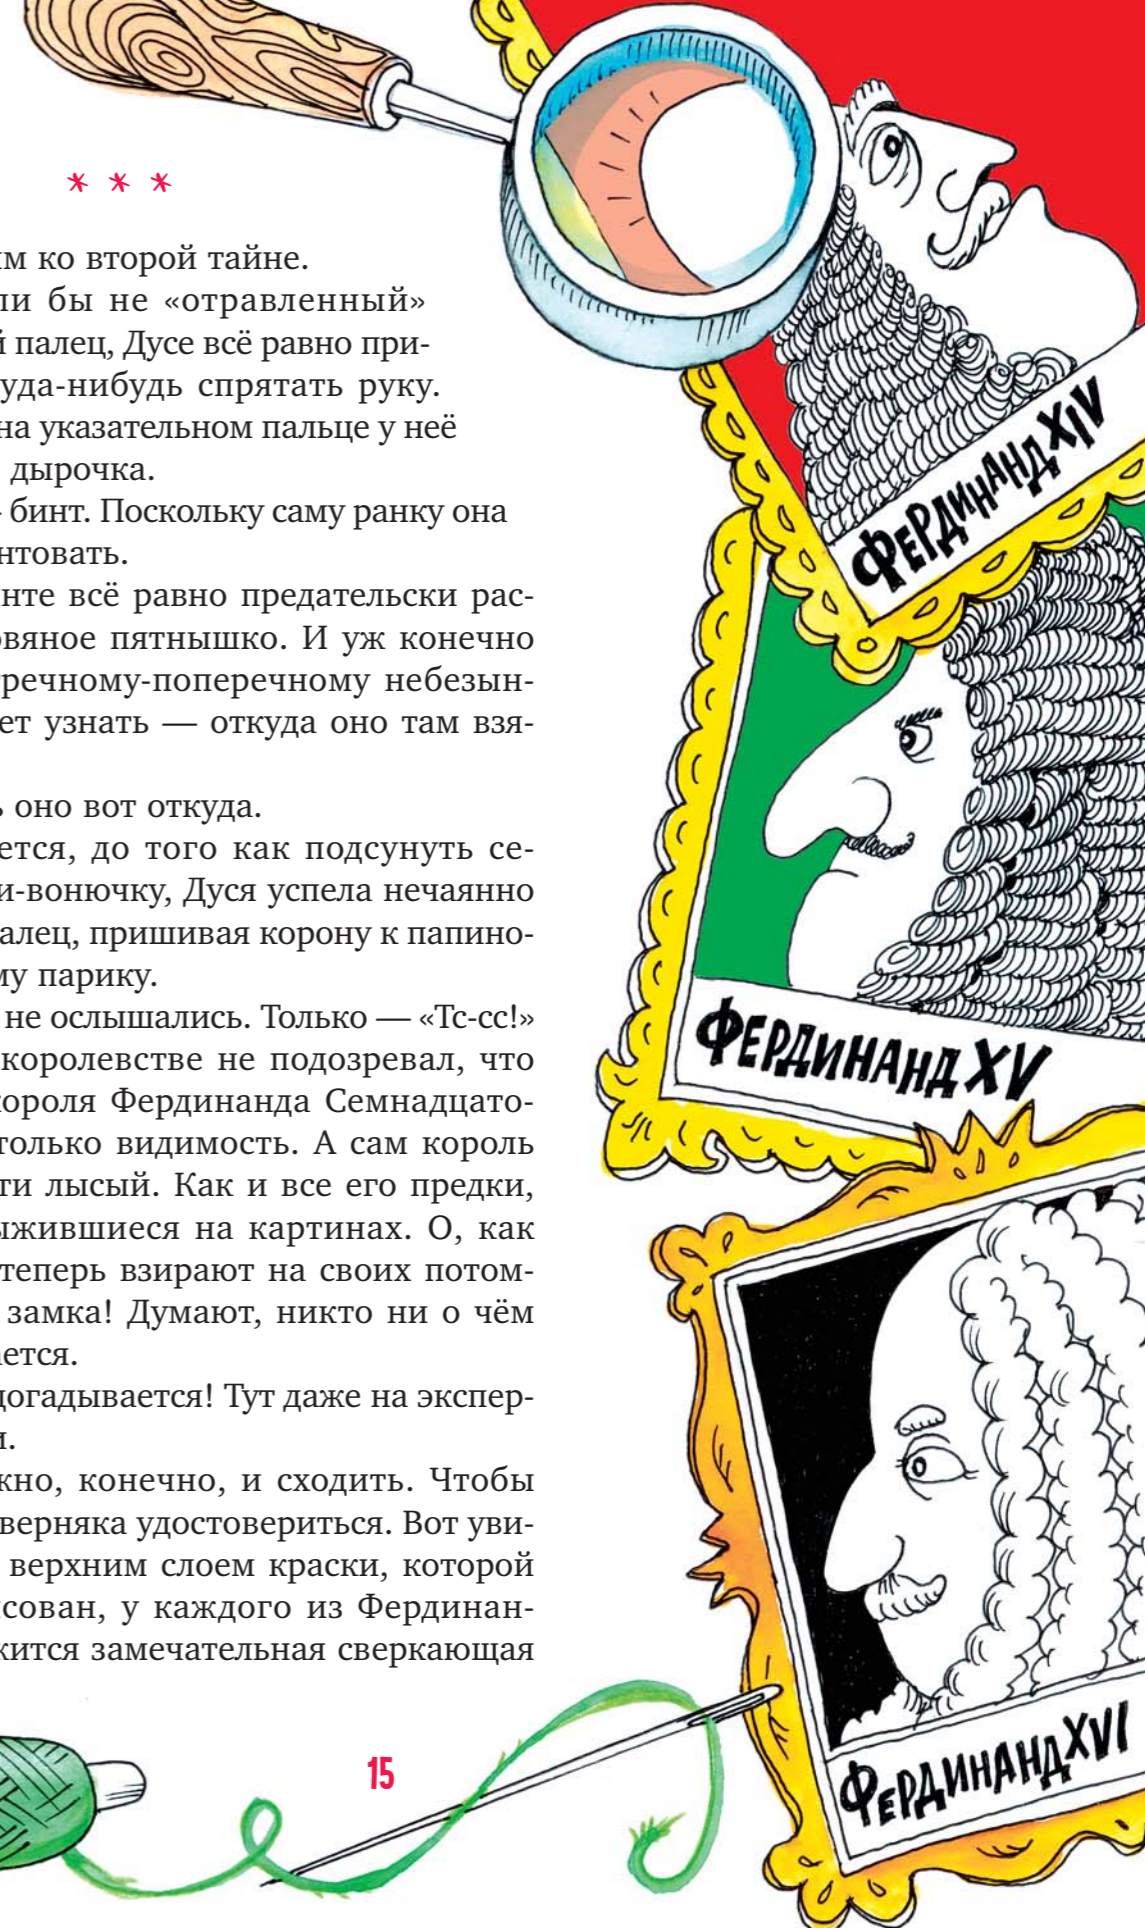 * * *
им ко второй тайне.
ли бы не «отравленный»
й палец, Дусе всё равно при-
уда-нибудь спрятать руку.
на указательном пальце у неё
дырочка.
- бинт. Поскольку саму ранку она
нтовать.
нте всё равно предательски рас-
овяное пятнышко. И уж конечно
речному-поперечному небезын-
ет узнать — откуда оно там взя-
ь оно вот откуда.
ется, до того как подсунуть се-
и-вонючку, Дуся успела нечаянно
алец, пришивая корону к папино-
му парику.
не ослышались. Только — «Тс-сс!»
королевстве не подозревал, что
короля Фердинанда Семнадцато-
только видимость. А сам король
ти лысый. Как и все его предки,
ыжившиеся на картинах. О, как
теперь взирают на своих потом-
замка! Думают, никто ни о чём
ается.
догадывается! Тут даже на экспер-
и.
жно, конечно, и сходить. Чтобы
верняка удостовериться. Вот уви-
верхним слоем краски, которой
сован, у каждого из Фердинан-
жится замечательная сверкающая
15
ФЕРДИНАНД XIV
ФЕРДИНАНД XV
ФЕРДИНАНД XVI